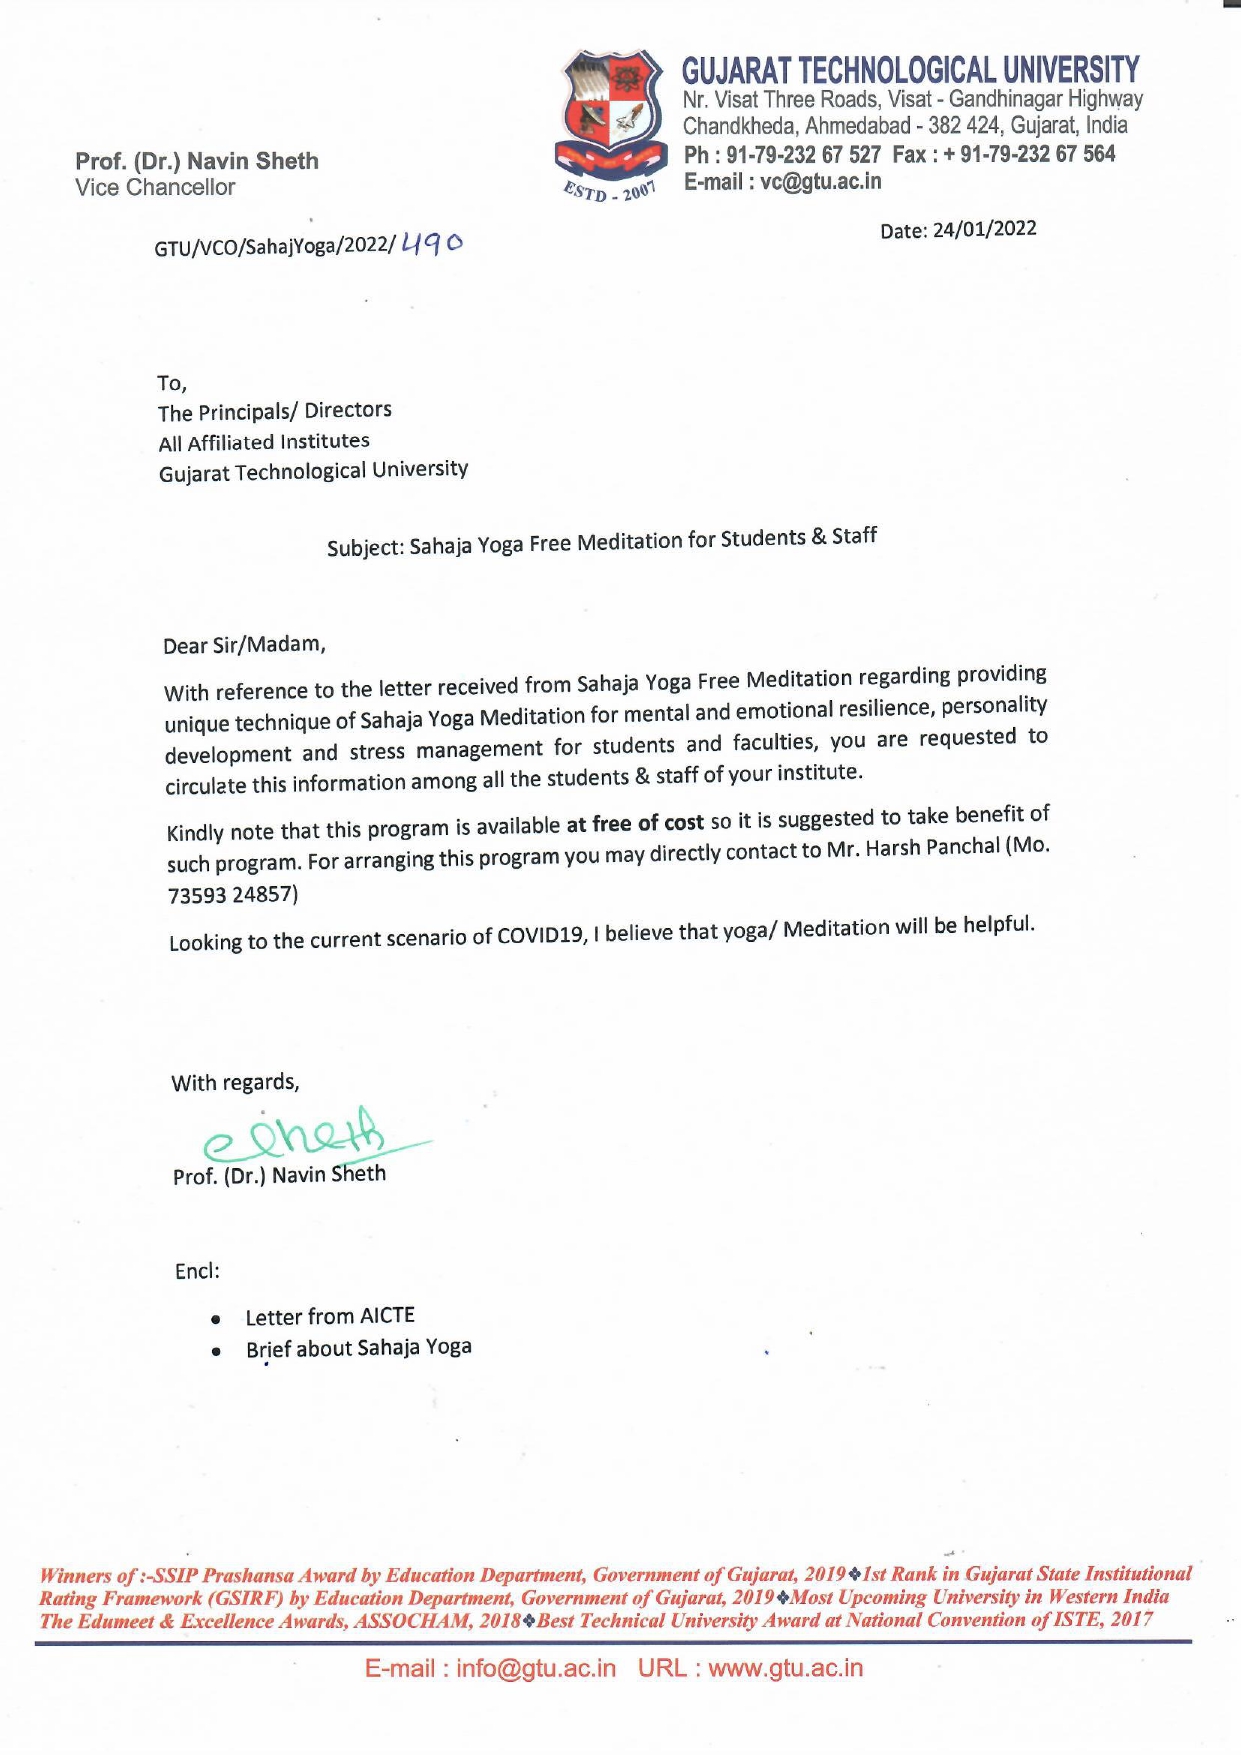 GUJARAT TECHNOLOGICAL UNIVERSITY
Nr. Visat Three Roads, Visat - Gandhinagar Highway
Chandkheda, Ahmedabad - 382 424, Gujarat, India
Ph : 91-79-232 67 527 Fax : + 91-79-232 67 564
E-mail : vc@gtu.ac.in
ESTD - 2007
Prof. (Dr.) Navin Sheth
Vice Chancellor
GTU/VCO/SahajYoga/2022/ 490
Date: 24/01/2022
To,
The Principals/ Directors
All Affiliated Institutes
Gujarat Technological University
Subject: Sahaja Yoga Free Meditation for Students & Staff
Dear Sir/Madam,
With reference to the letter received from Sahaja Yoga Free Meditation regarding providing
unique technique of Sahaja Yoga Meditation for mental and emotional resilience, personality
development and stress management for students and faculties, you are requested to
circulate this information among all the students & staff of your institute.
Kindly note that this program is available at free of cost so it is suggested to take benefit of
such program. For arranging this program you may directly contact to Mr. Harsh Panchal (Mo.
73593 24857)
Looking to the current scenario of COVID19, I believe that yoga/ Meditation will be helpful.
With regards,
Prof. (Dr.) Navin Sheth
Encl:
• Letter from AICTE
• Brief about Sahaja Yoga
Winners of :-SSIP Prashansa Award by Education Department, Government of Gujarat, 2019❖1st Rank in Gujarat State Institutional
Rating Framework (GSIRF) by Education Department, Government of Gujarat, 2019❖Most Upcoming University in Western India
The Edumeet & Excellence Awards, ASSOCHAM, 2018❖Best Technical University Award at National Convention of ISTE, 2017
E-mail : info@gtu.ac.in URL : www.gtu.ac.in